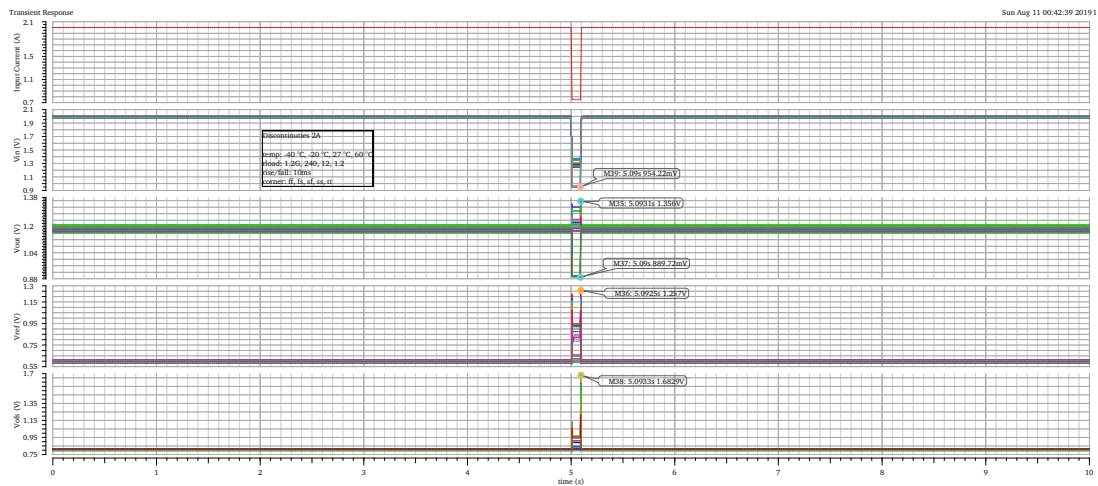 Transient Response
Sun Aug 11 00:42:39 2019 1
Input Current (A)
2.1
1.5
1.1
0.7
Vin (V)
2.1
1.9
1.7
1.5
1.3
1.1
0.9
Discontinuties 2A
temp: -40 °C, -20 °C, 27 °C, 60 °C
rload: 1.2G, 240, 12, 1.2
rise/fall: 10ms
corner: ff, fs, sf, ss, tt
M39: 5.09s 954.22mV
Vout (V)
1.38
1.2
1.04
0.88
M35: 5.0931s 1.356V
M37: 5.09s 889.72mV
Vref (V)
1.3
1.15
0.95
0.75
0.55
M36: 5.0925s 1.257V
Vofs (V)
1.7
1.35
1.15
0.95
0.75
M38: 5.0933s 1.6829V
0 1 2 3 4 5 6 7 8 9 10
time (s)